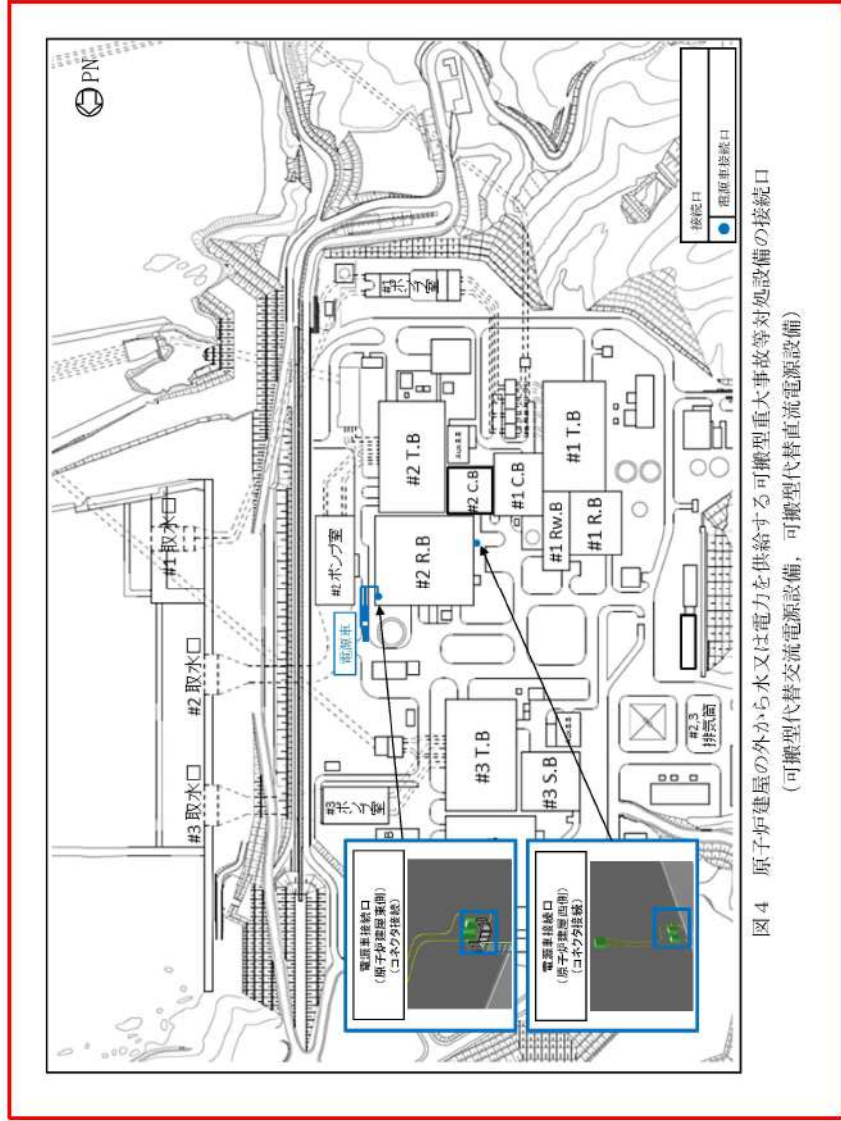 PN
#3 取水口
#2 取水口
#1 取水口
#3
ポンプ室
電源車
#2 ポンプ室
#1
ポンプ室
#3 T.B
#2 R.B
#2 T.B
#2 C.B
#3 S.B
#1 C.B
#1 Rw.B
#1 R.B
#1 T.B
#2,3
排気筒
電源車接続口
(原子炉建屋東側)
(コネクタ接続)
電源車接続口
(原子炉建屋西側)
(コネクタ接続)
接続口
電源車接続口
図4 原子炉建屋の外から水又は電力を供給する可搬型重大事故等対処設備の接続口
(可搬型代替交流電源設備, 可搬型代替直流電源設備)